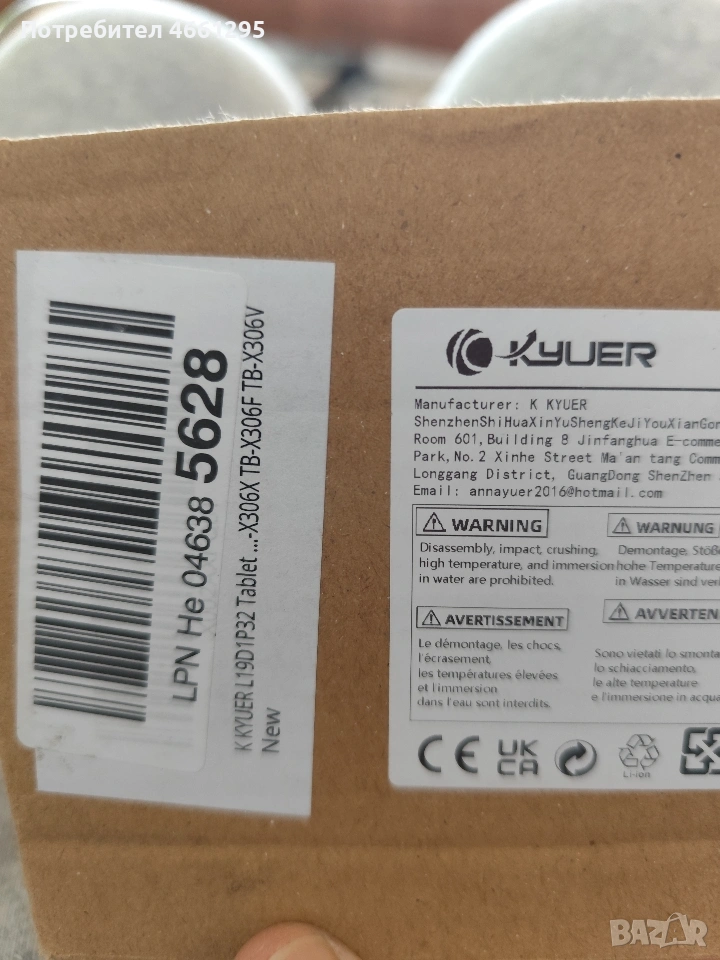 Потребител 4661295
LPN He 04638 5628
K KYUER L19D1P32 Tablet ...-X306X TB-X306F TB-X306V
New
KYUER
Manufacturer: K KYUER
ShenzhenShiHuaXinYuShengKeJiYouXianGon
Room 601, Building 8 Jinfanghua E-comme
Park, No. 2 Xinhe Street Ma'an tang Comm
Longgang District, GuangDong ShenZhen
Email: annayuer2016@hotmail.com
WARNING
Disassembly, impact, crushing,
high temperature, and immersion
in water are prohibited.
WARNUNG
Demontage, Stöß
hohe Temperature
in Wasser sind ver
AVERTISSEMENT
Le démontage, les chocs,
l'écrasement,
les températures élevées
et l'immersion
dans l'eau sont interdits.
AVVERTEN
Sono vietati lo smonta
lo schiacciamento,
le alte temperature
e l'immersione in acqua
CE UK CA Li-ion
BAZAR